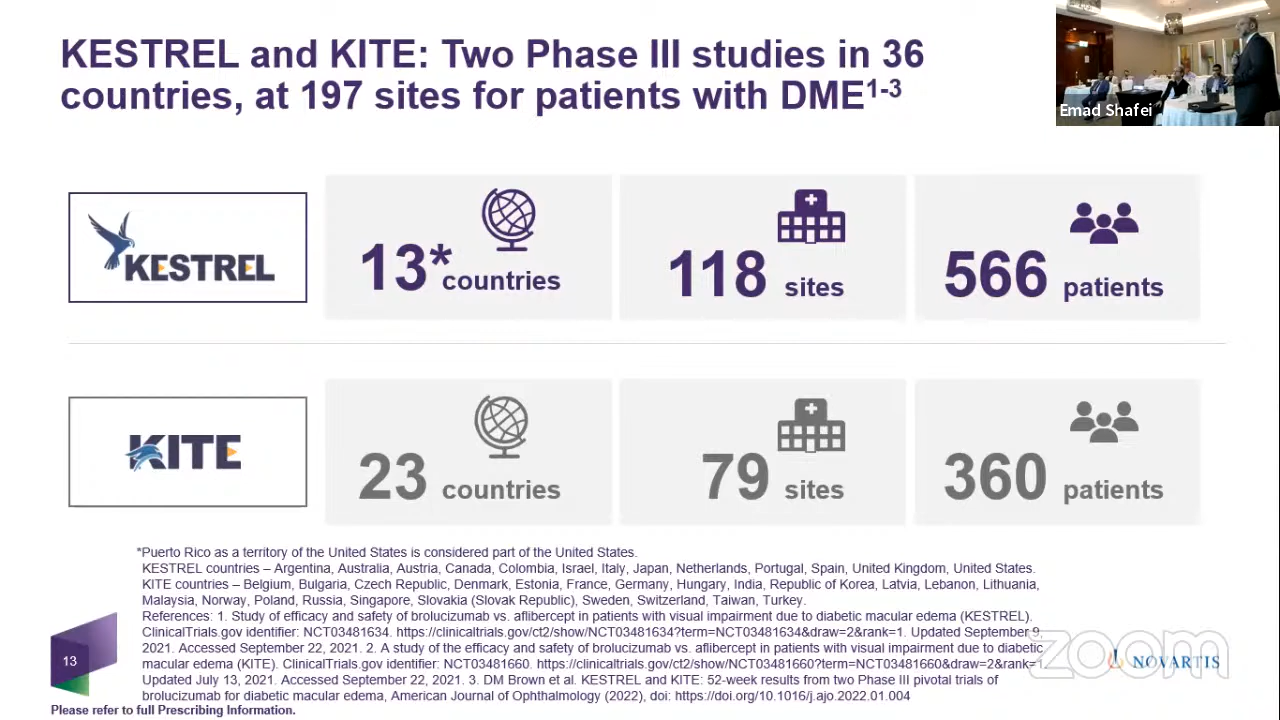 KESTREL and KITE: Two Phase III studies in 36
countries, at 197 sites for patients with DME1-3
Emad Shafei
KESTREL
13* countries
118 sites
566 patients
KITE
23 countries
79 sites
360 patients
*Puerto Rico as a territory of the United States is considered part of the United States.
KESTREL countries – Argentina, Australia, Austria, Canada, Colombia, Israel, Italy, Japan, Netherlands, Portugal, Spain, United Kingdom, United States.
KITE countries – Belgium, Bulgaria, Czech Republic, Denmark, Estonia, France, Germany, Hungary, India, Republic of Korea, Latvia, Lebanon, Lithuania,
Malaysia, Norway, Poland, Russia, Singapore, Slovakia (Slovak Republic), Sweden, Switzerland, Taiwan, Turkey.
References: 1. Study of efficacy and safety of brolucizumab vs. aflibercept in patients with visual impairment due to diabetic macular edema (KESTREL).
ClinicalTrials.gov identifier: NCT03481634. https://clinicaltrials.gov/ct2/show/NCT03481634?term=NCT03481634&draw=2&rank=1. Updated September 9,
2021. Accessed September 22, 2021. 2. A study of the efficacy and safety of brolucizumab vs. aflibercept in patients with visual impairment due to diabetic
macular edema (KITE). ClinicalTrials.gov identifier: NCT03481660. https://clinicaltrials.gov/ct2/show/NCT03481660?term=NCT03481660&draw=2&rank=1.
Updated July 13, 2021. Accessed September 22, 2021. 3. DM Brown et al. KESTREL and KITE: 52-week results from two Phase III pivotal trials of
brolucizumab for diabetic macular edema, American Journal of Ophthalmology (2022), doi: https://doi.org/10.1016/j.ajo.2022.01.004
13
zoom
NOVARTIS
Please refer to full Prescribing Information.